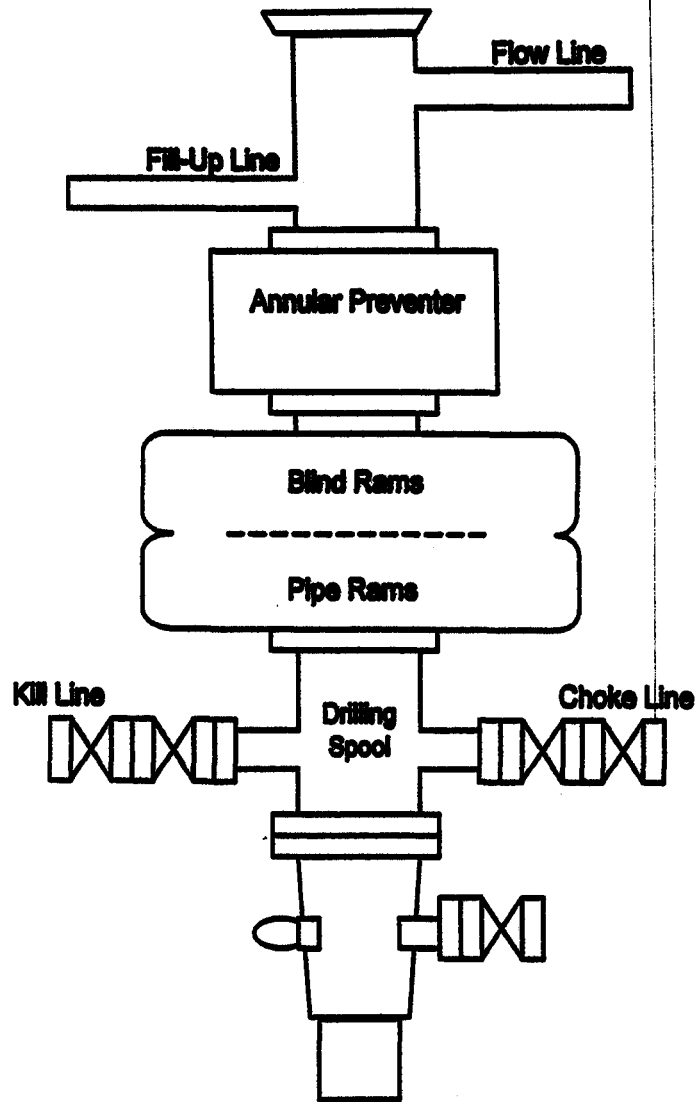 Flow Line
Fill-Up Line
Annular Preventer
Blind Rams
Pipe Rams
Kill Line
Choke Line
Drilling
Spool